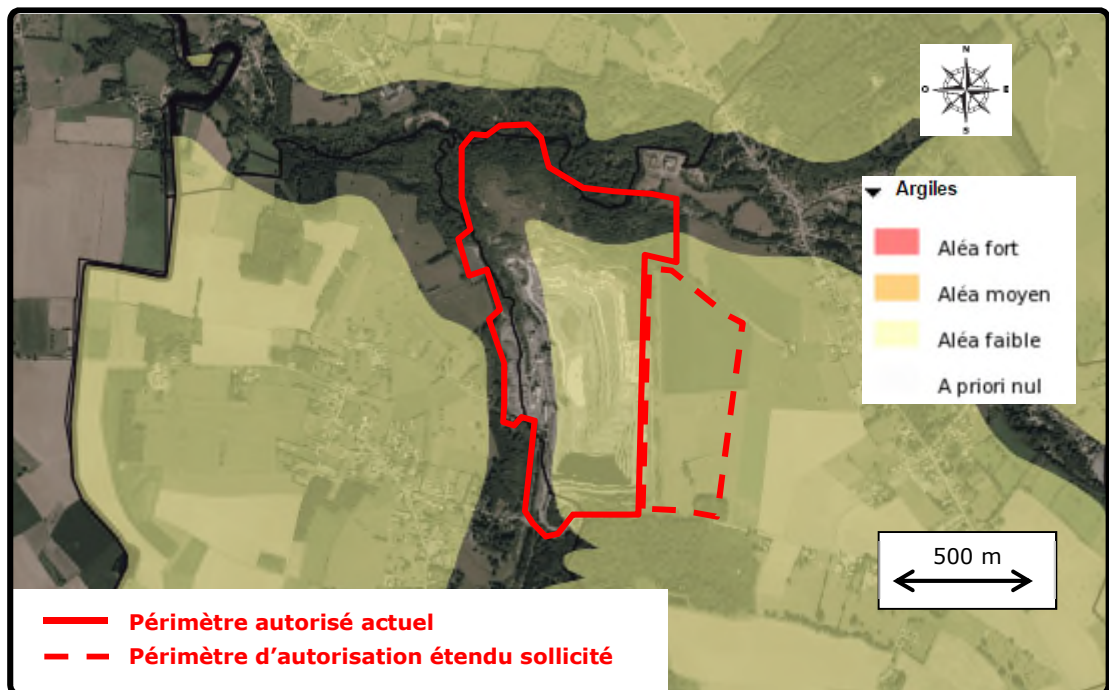 N
O
E
S
Argiles
Aléa fort
Aléa moyen
Aléa faible
A priori nul
500 m
Périmètre autorisé actuel
Périmètre d'autorisation étendu sollicité